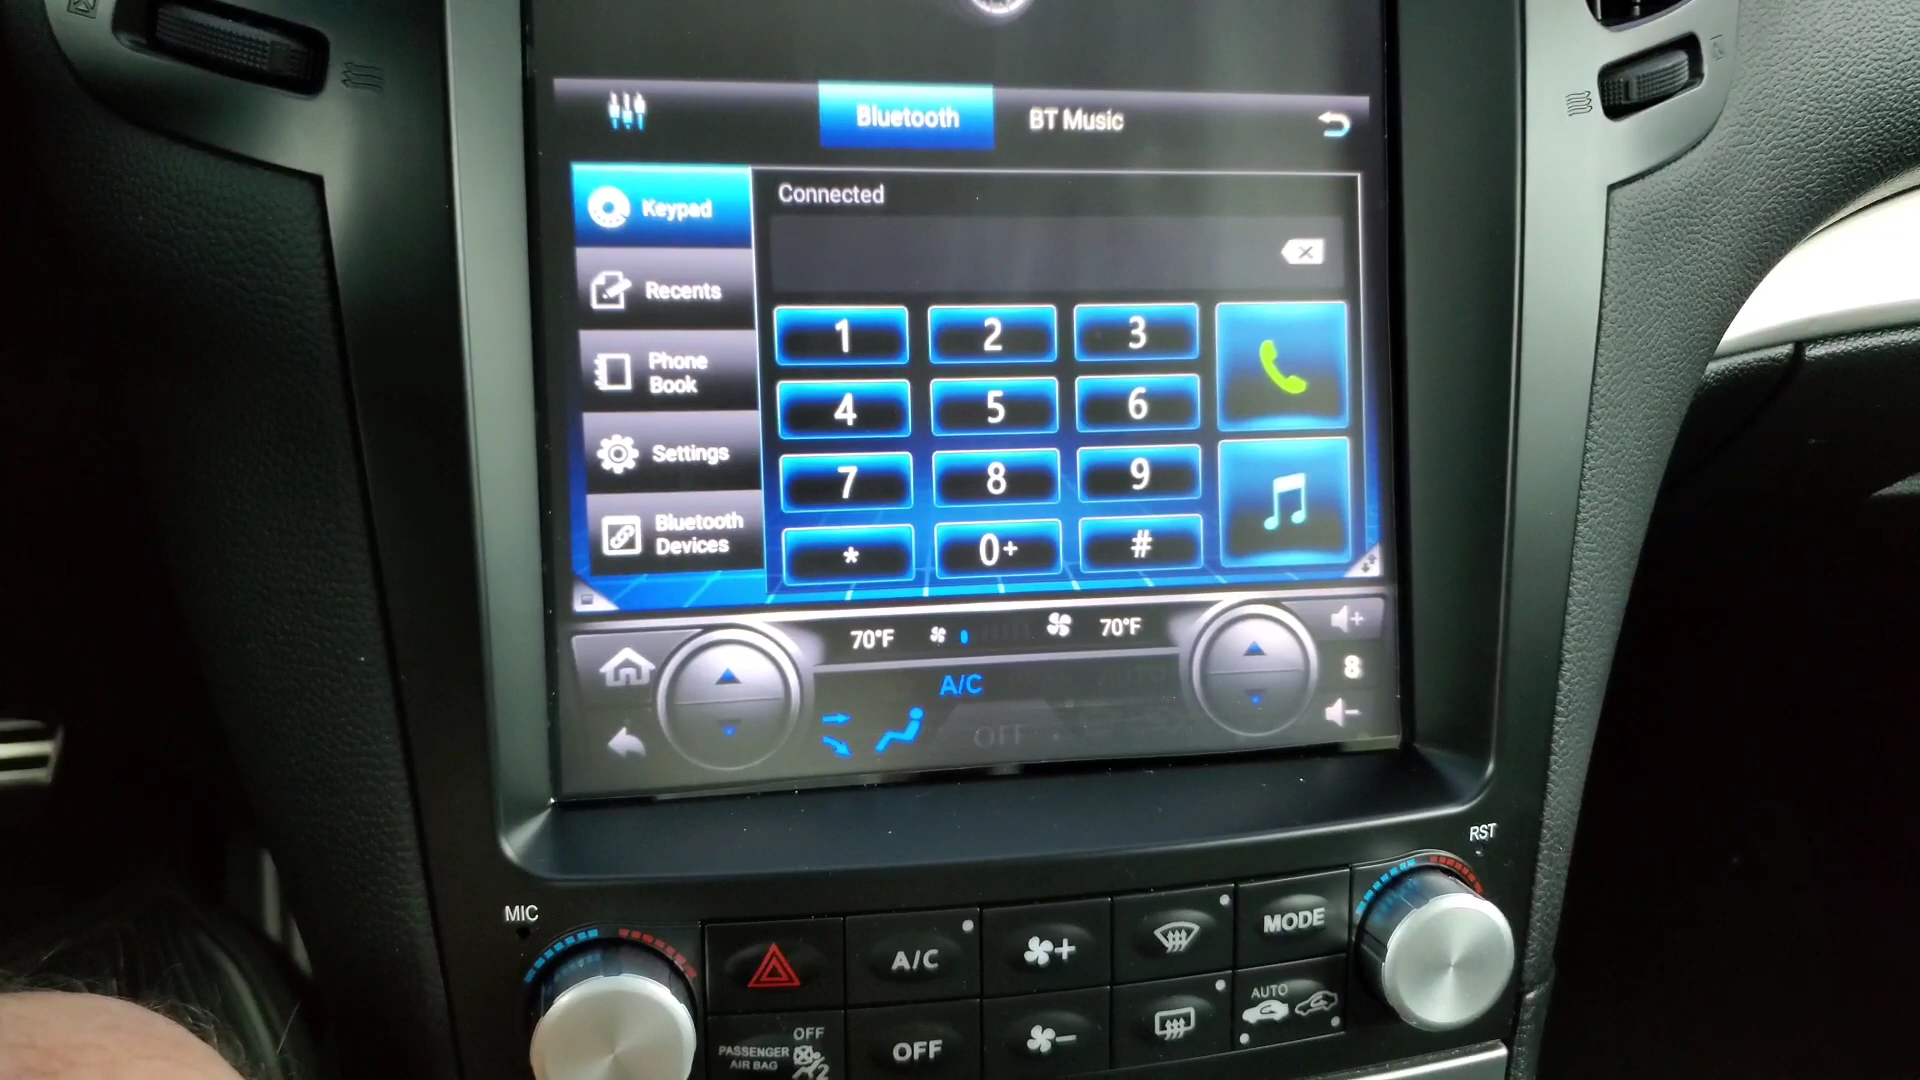 Bluetooth
BT Music
Keypad
Recents
Phone
Book
Settings
Bluetooth
Devices
Connected
1
2
3
4
5
6
7
8
9
*
0+
#
70°F
70°F
A/C
OFF
+
8
-
MIC
RST
A/C
+
MODE
PASSENGER
AIR BAG
OFF
2
OFF
-
AUTO